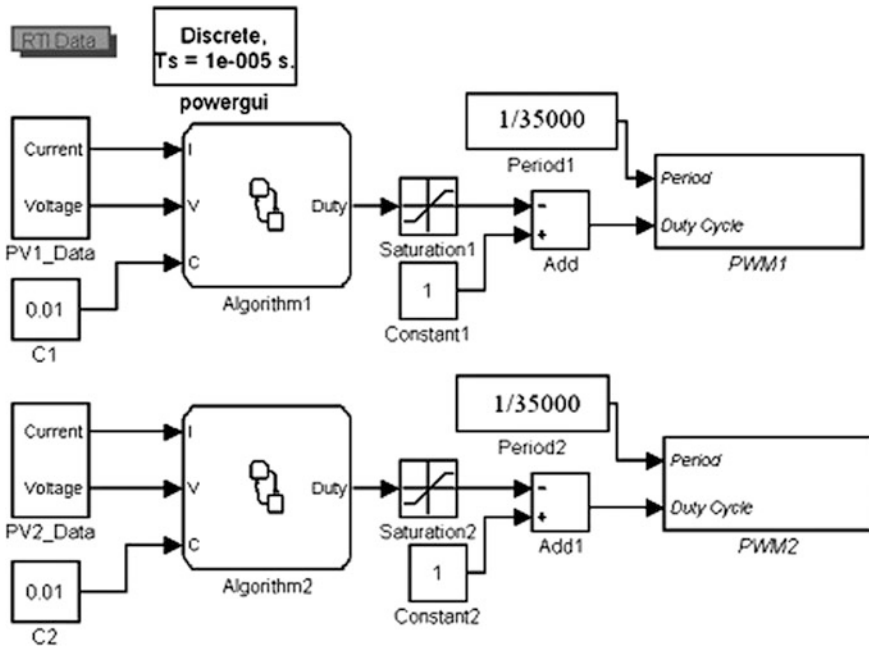 RTI Data
Discrete,
Ts = 1e-005 s.
powergui
Current
Voltage
PV1_Data
0.01
C1
I
V
C
Duty
Algorithm1
Saturation1
1
Constant1
1/35000
Period1
-
+
Add
Period
Duty Cycle
PWM1
Current
Voltage
PV2_Data
0.01
C2
I
V
C
Duty
Algorithm2
Saturation2
1
Constant2
1/35000
Period2
-
+
Add1
Period
Duty Cycle
PWM2